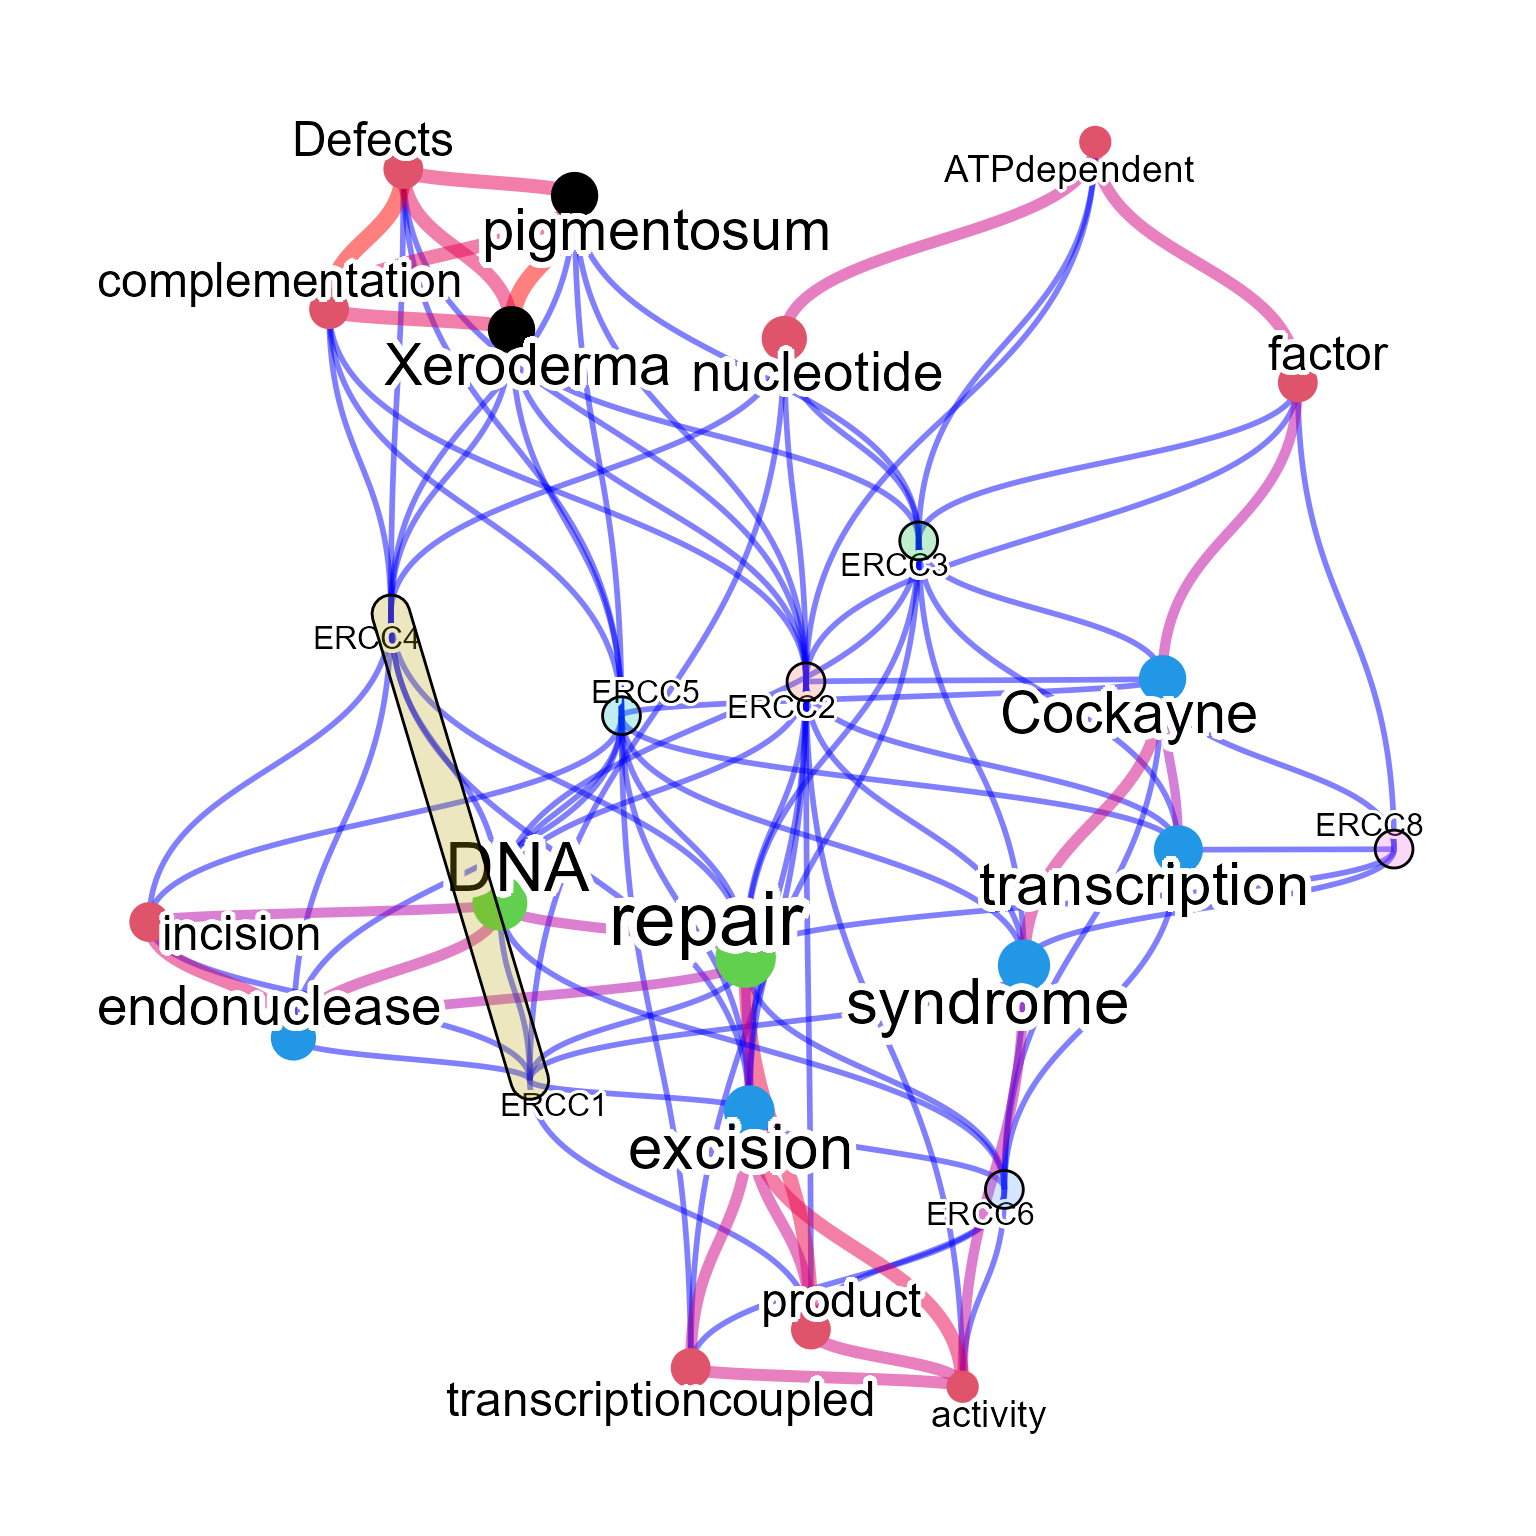 Defects
ATPdependent
pigmentosum
complementation
factor
Xeroderma
nucleotide
ERCC3
ERCC4
ERCC5
ERCC2
Cockayne
ERCC8
DNA
transcription
repair
incision
endonuclease
syndrome
ERCC1
excision
ERCC6
product
transcriptioncoupled
activity